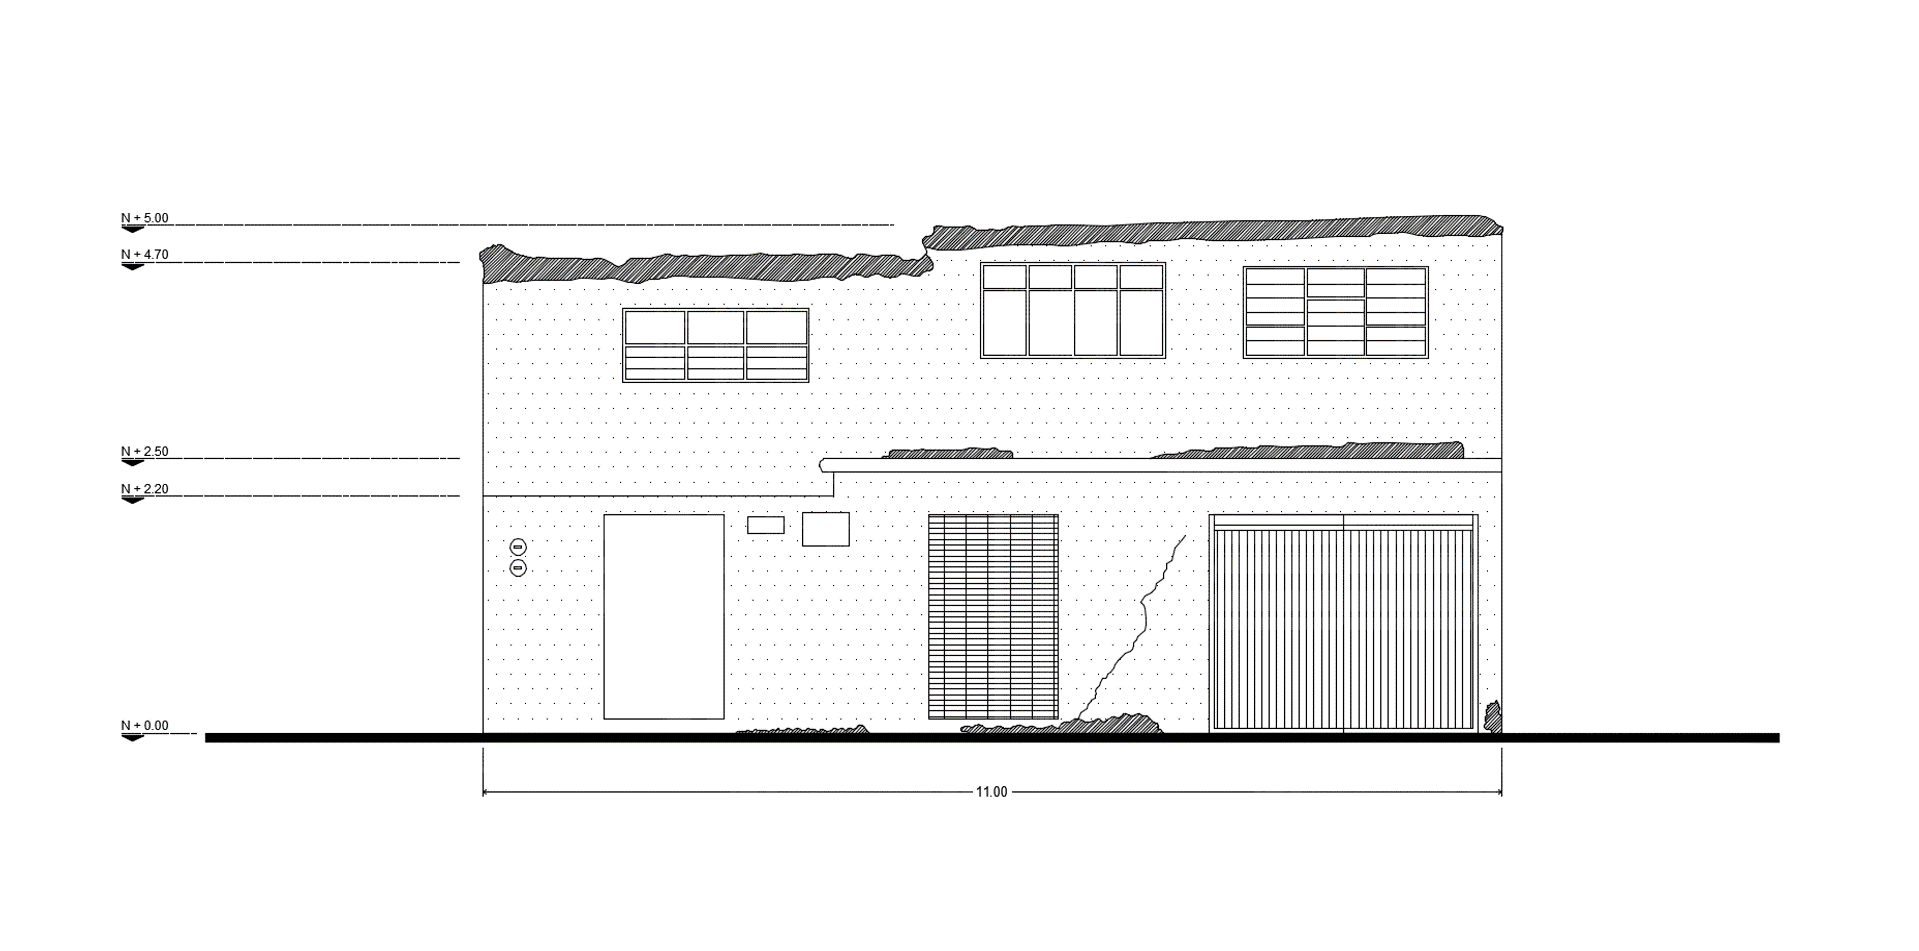 N + 5.00
N + 4.70
N + 2.50
N + 2.20
N + 0.00
11.00